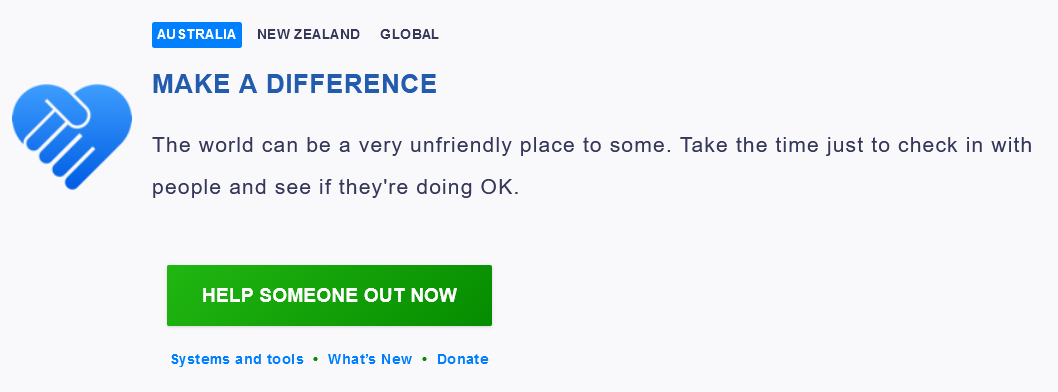 AUSTRALIA NEW ZEALAND GLOBAL
MAKE A DIFFERENCE
The world can be a very unfriendly place to some. Take the time just to check in with
people and see if they're doing OK.
HELP SOMEONE OUT NOW
Systems and tools • What’s New • Donate